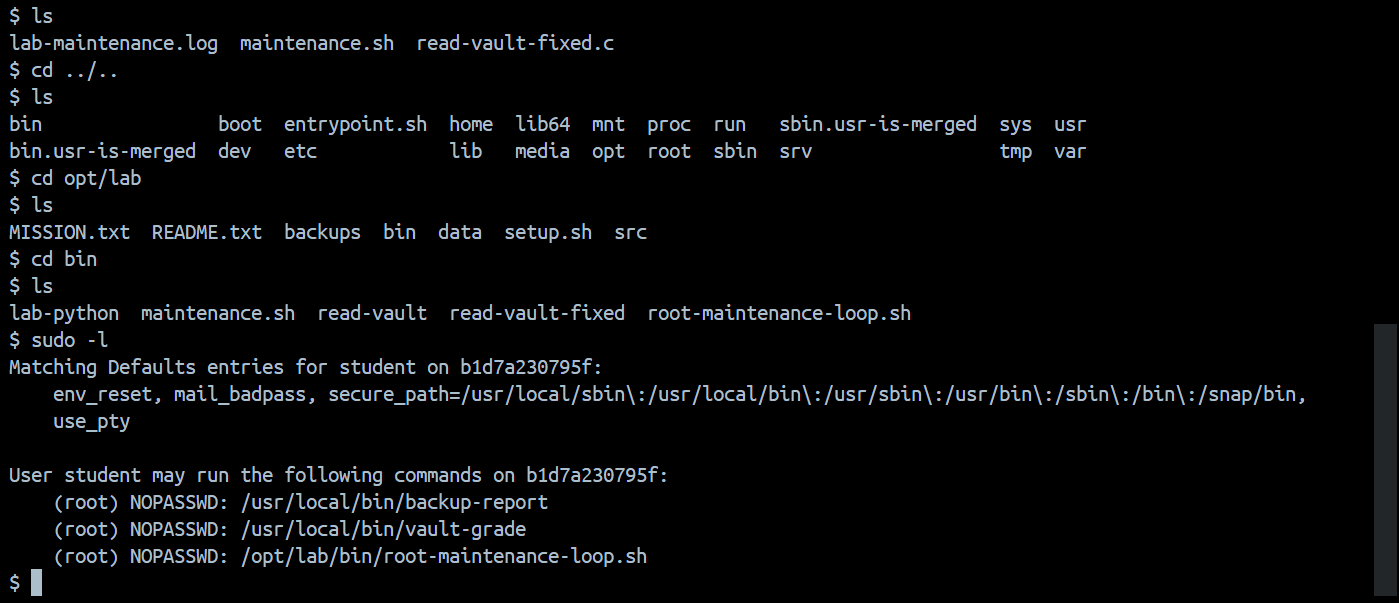 $ ls
lab-maintenance.log  maintenance.sh  read-vault-fixed.c
$ cd ../..
$ ls
bin                boot  entrypoint.sh  home  lib64  mnt  proc  run   sbin.usr-is-merged  sys  usr
bin.usr-is-merged  dev   etc            lib   media  opt  root  sbin  srv                 tmp  var
$ cd opt/lab
$ ls
MISSION.txt  README.txt  backups  bin  data  setup.sh  src
$ cd bin
$ ls
lab-python  maintenance.sh  read-vault  read-vault-fixed  root-maintenance-loop.sh
$ sudo -l
Matching Defaults entries for student on b1d7a230795f:
    env_reset, mail_badpass, secure_path=/usr/local/sbin\:/usr/local/bin\:/usr/sbin\:/usr/bin\:/sbin\:/bin\:/snap/bin,
    use_pty

User student may run the following commands on b1d7a230795f:
    (root) NOPASSWD: /usr/local/bin/backup-report
    (root) NOPASSWD: /usr/local/bin/vault-grade
    (root) NOPASSWD: /opt/lab/bin/root-maintenance-loop.sh
$